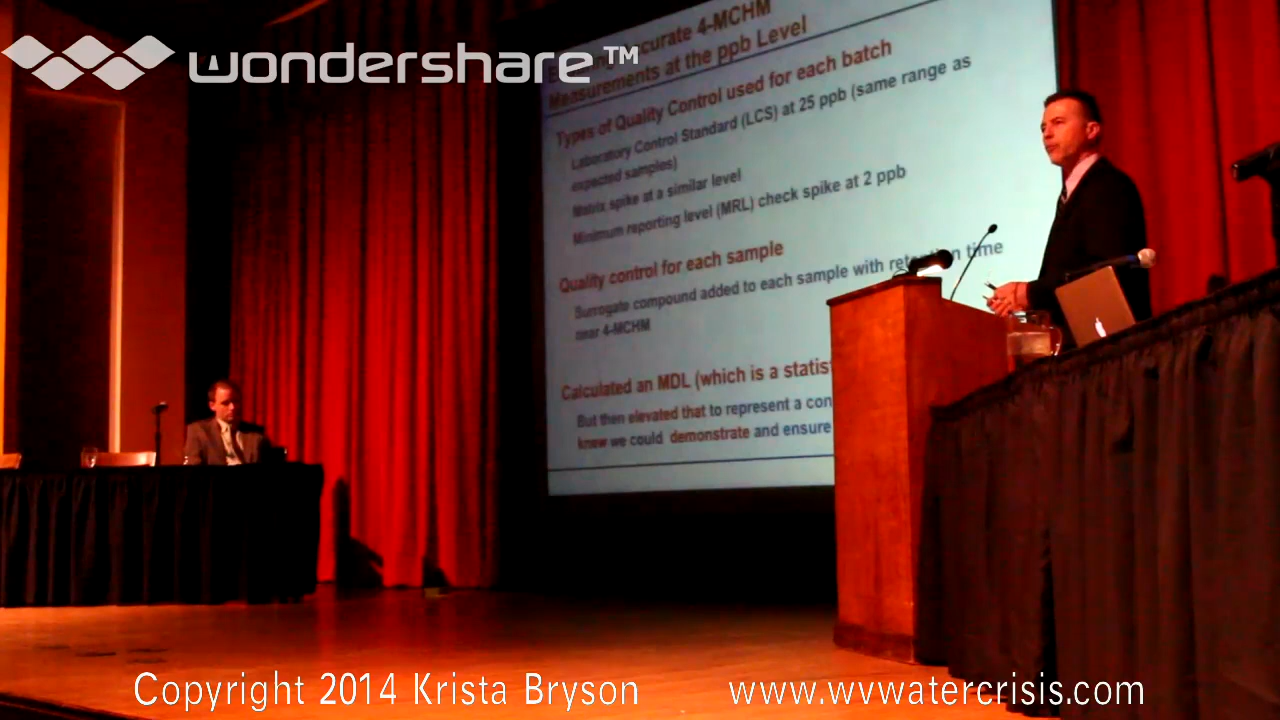 wondershare™
curate 4-MCHM
Measurements at the ppb Level
Types of Quality Control used for each batch
Laboratory Control Standard (LCS) at 25 ppb (same range as
expected samples)
Matrix spike at a similar level
Minimum reporting level (MRL) check spike at 2 ppb
Quality control for each sample
Surrogate compound added to each sample with retention time
near 4-MCHM
Calculated an MDL (which is a statis
But then elevated that to represent a con
knew we could demonstrate and ensure
Copyright 2014 Krista Bryson www.wvwatercrisis.com